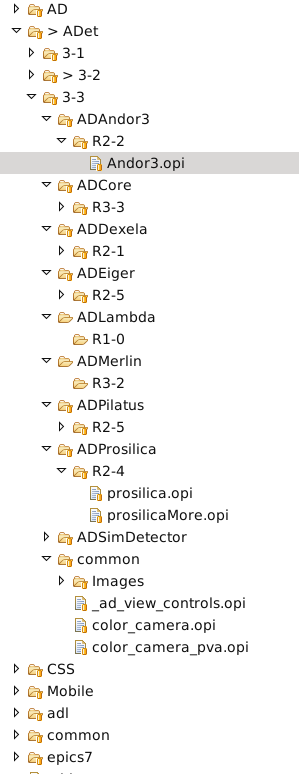 AD
> ADet
3-1
> 3-2
3-3
ADAndor3
R2-2
Andor3.opi
ADCore
R3-3
ADDexela
R2-1
ADEiger
R2-5
ADLambda
R1-0
ADMerlin
R3-2
ADPilatus
R2-5
ADProsilica
R2-4
prosilica.opi
prosilicaMore.opi
ADSimDetector
common
Images
_ad_view_controls.opi
color_camera.opi
color_camera_pva.opi
CSS
Mobile
adl
common
epics7